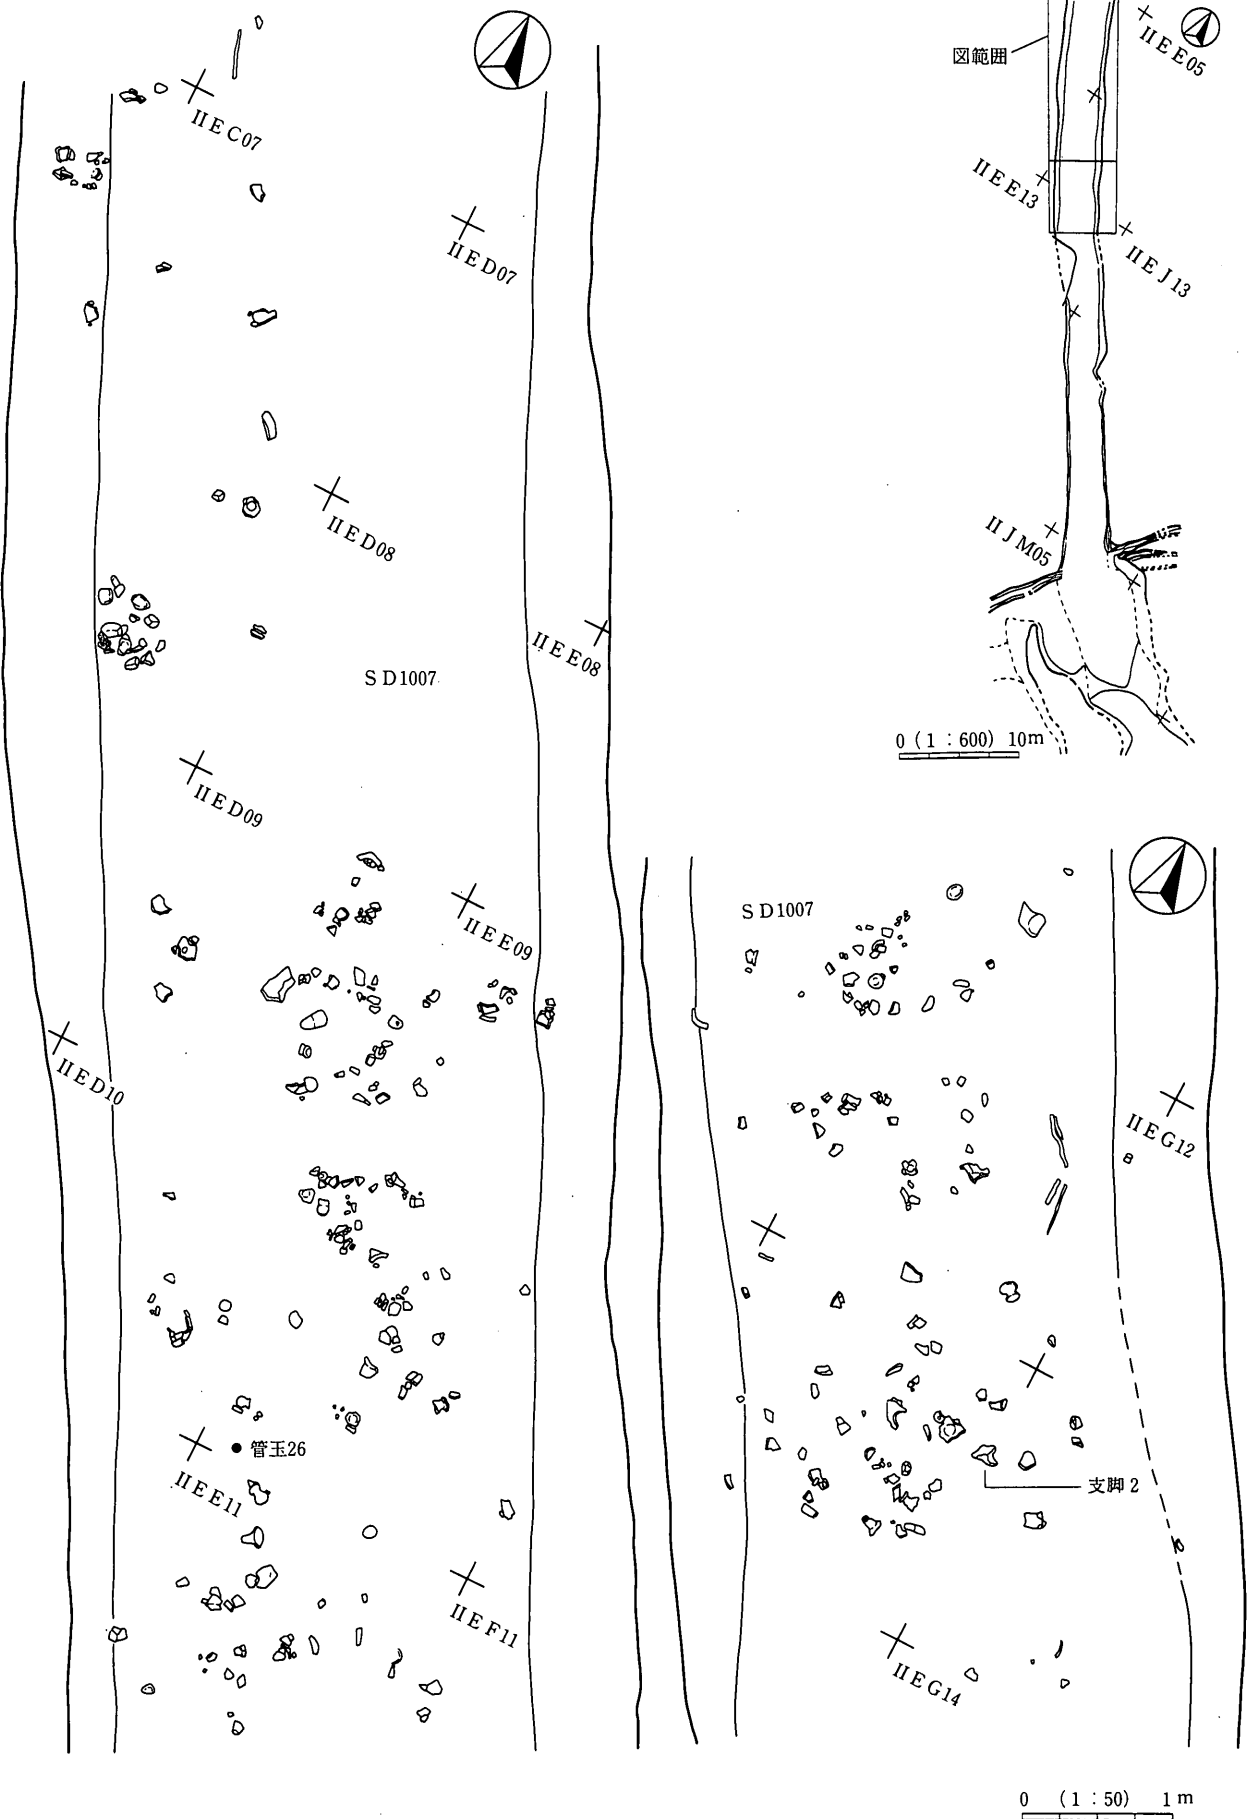 IIEC07
IIED07
IIED08
IIEE08
SD1007
IIED09
IIEE09
IIED10
管玉26
IIEE11
IIEF11
図範囲
IIEE05
IIEE13
IIEJ13
IIJM05
0 (1:600) 10m
SD1007
IIEG12
支脚2
IIEG14
0 (1:50) 1m